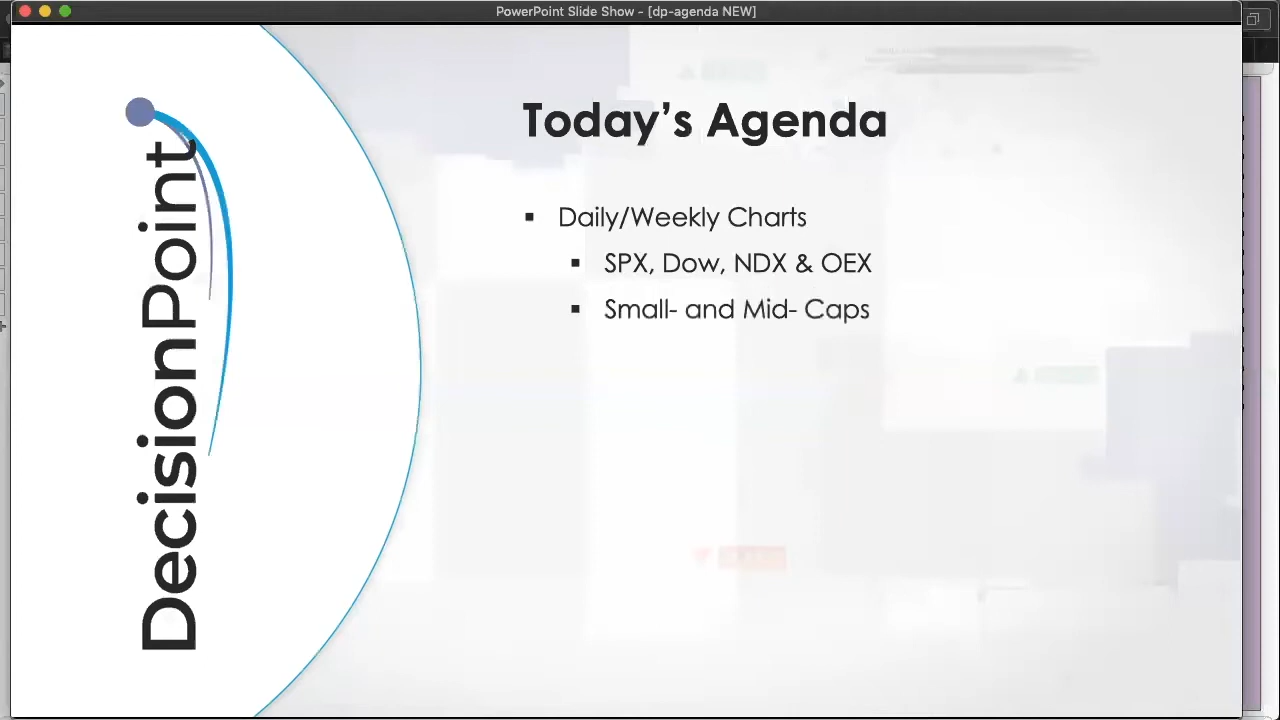 PowerPoint Slide Show - [dp-agenda NEW]
DecisionPoint
Today’s Agenda
▪ Daily/Weekly Charts
▪ SPX, Dow, NDX & OEX
▪ Small- and Mid- Caps